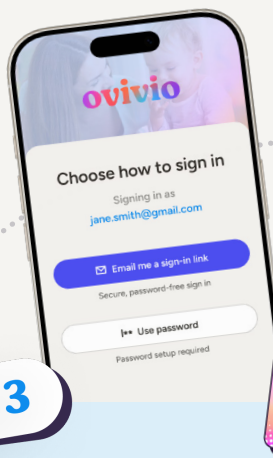 ovivio
Choose how to sign in
Signing in as
jane.smith@gmail.com
Email me a sign-in link
Secure, password-free sign in
Use password
Password setup required
3